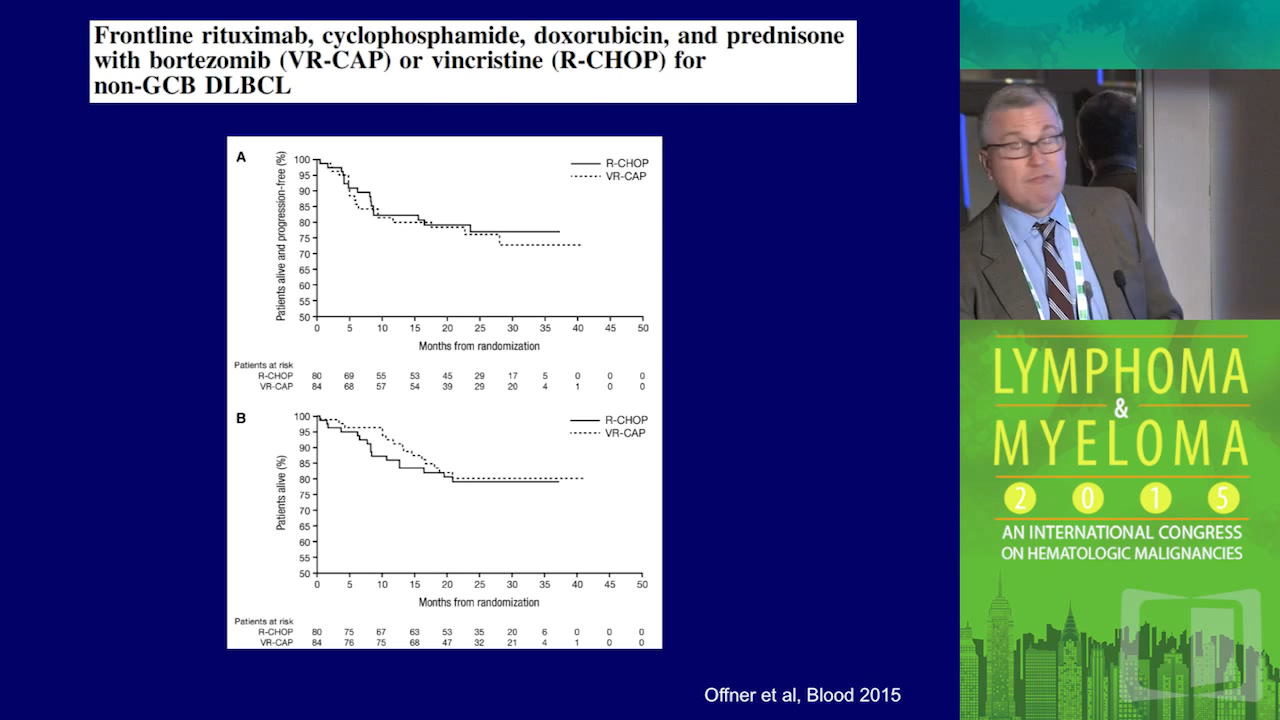 Frontline rituximab, cyclophosphamide, doxorubicin, and prednisone
with bortezomib (VR-CAP) or vincristine (R-CHOP) for
non-GCB DLBCL
A
Patients alive and progression-free (%)
100
95
90
85
80
75
70
65
60
55
50
R-CHOP
VR-CAP
0 5 10 15 20 25 30 35 40 45 50
Months from randomization
Patients at risk
R-CHOP 80 69 55 53 45 29 17 5 0 0 0
VR-CAP 84 68 57 54 39 29 20 4 1 0 0
B
Patients alive (%)
100
95
90
85
80
75
70
65
60
55
50
R-CHOP
VR-CAP
0 5 10 15 20 25 30 35 40 45 50
Months from randomization
Patients at risk
R-CHOP 80 75 67 63 53 35 20 6 0 0 0
VR-CAP 84 76 75 68 47 32 21 4 1 0 0
Offner et al, Blood 2015
LYMPHOMA
&
MYELOMA
2 0 1 5
AN INTERNATIONAL CONGRESS
ON HEMATOLOGIC MALIGNANCIES